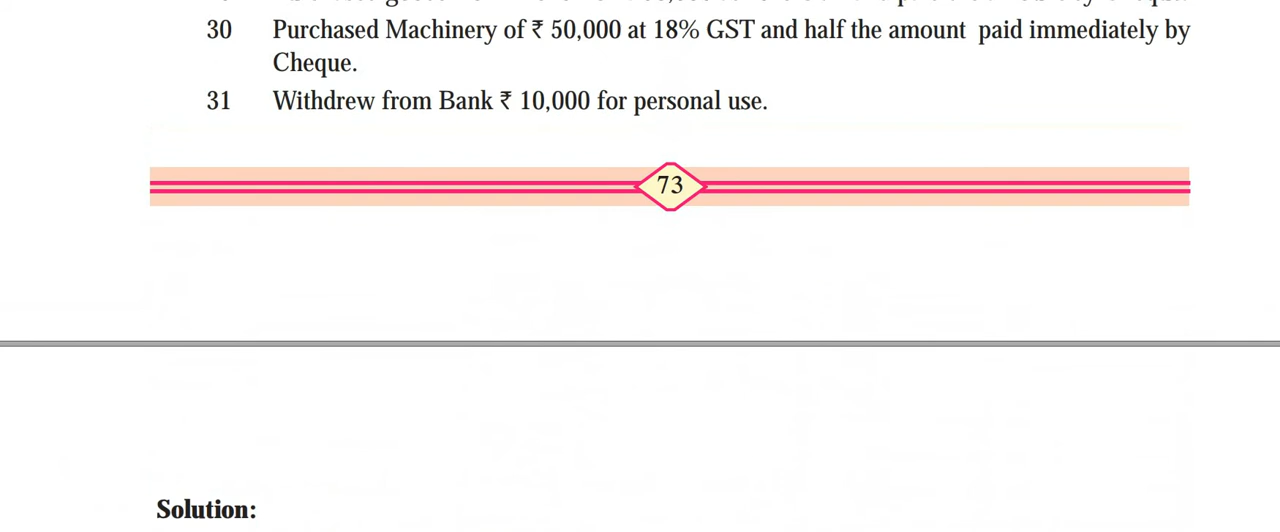 30 Purchased Machinery of ₹ 50,000 at 18% GST and half the amount paid immediately by
Cheque.
31 Withdrew from Bank ₹ 10,000 for personal use.
73
Solution: